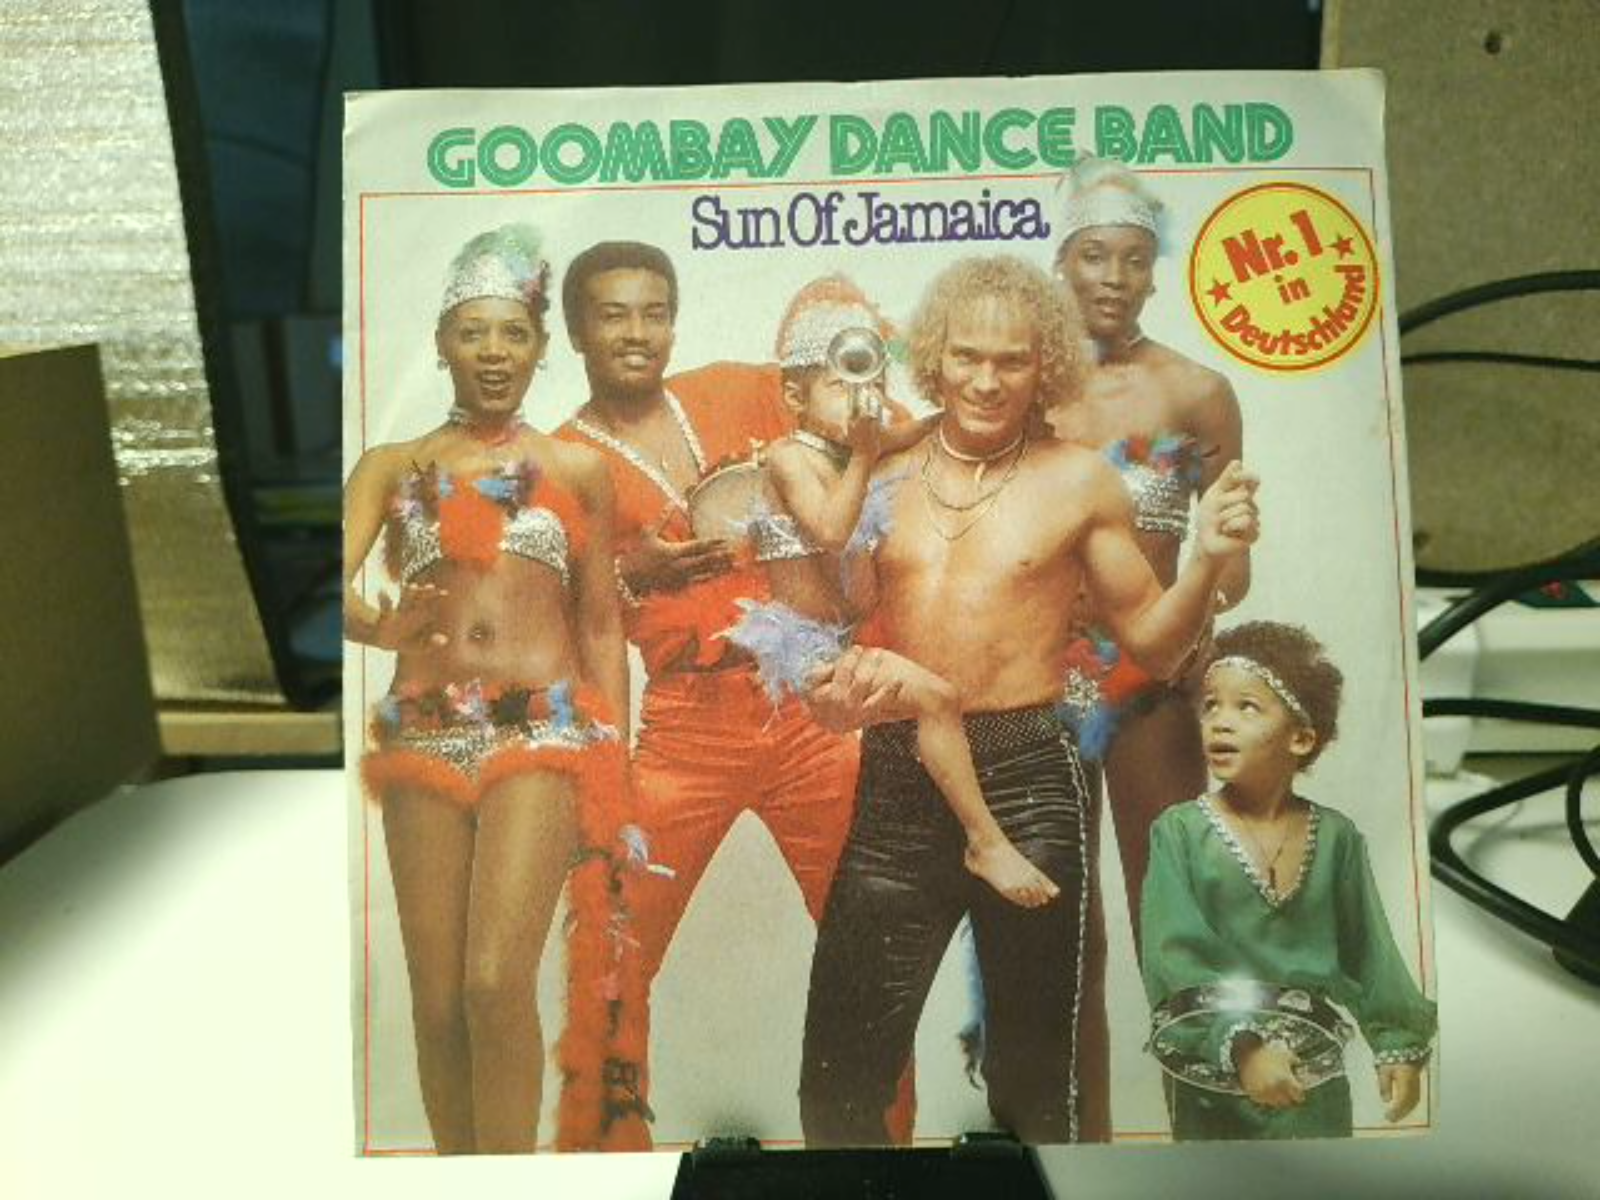 GOOMBAY DANCE BAND
Sun Of Jamaica
Nr. 1
in
Deutschland